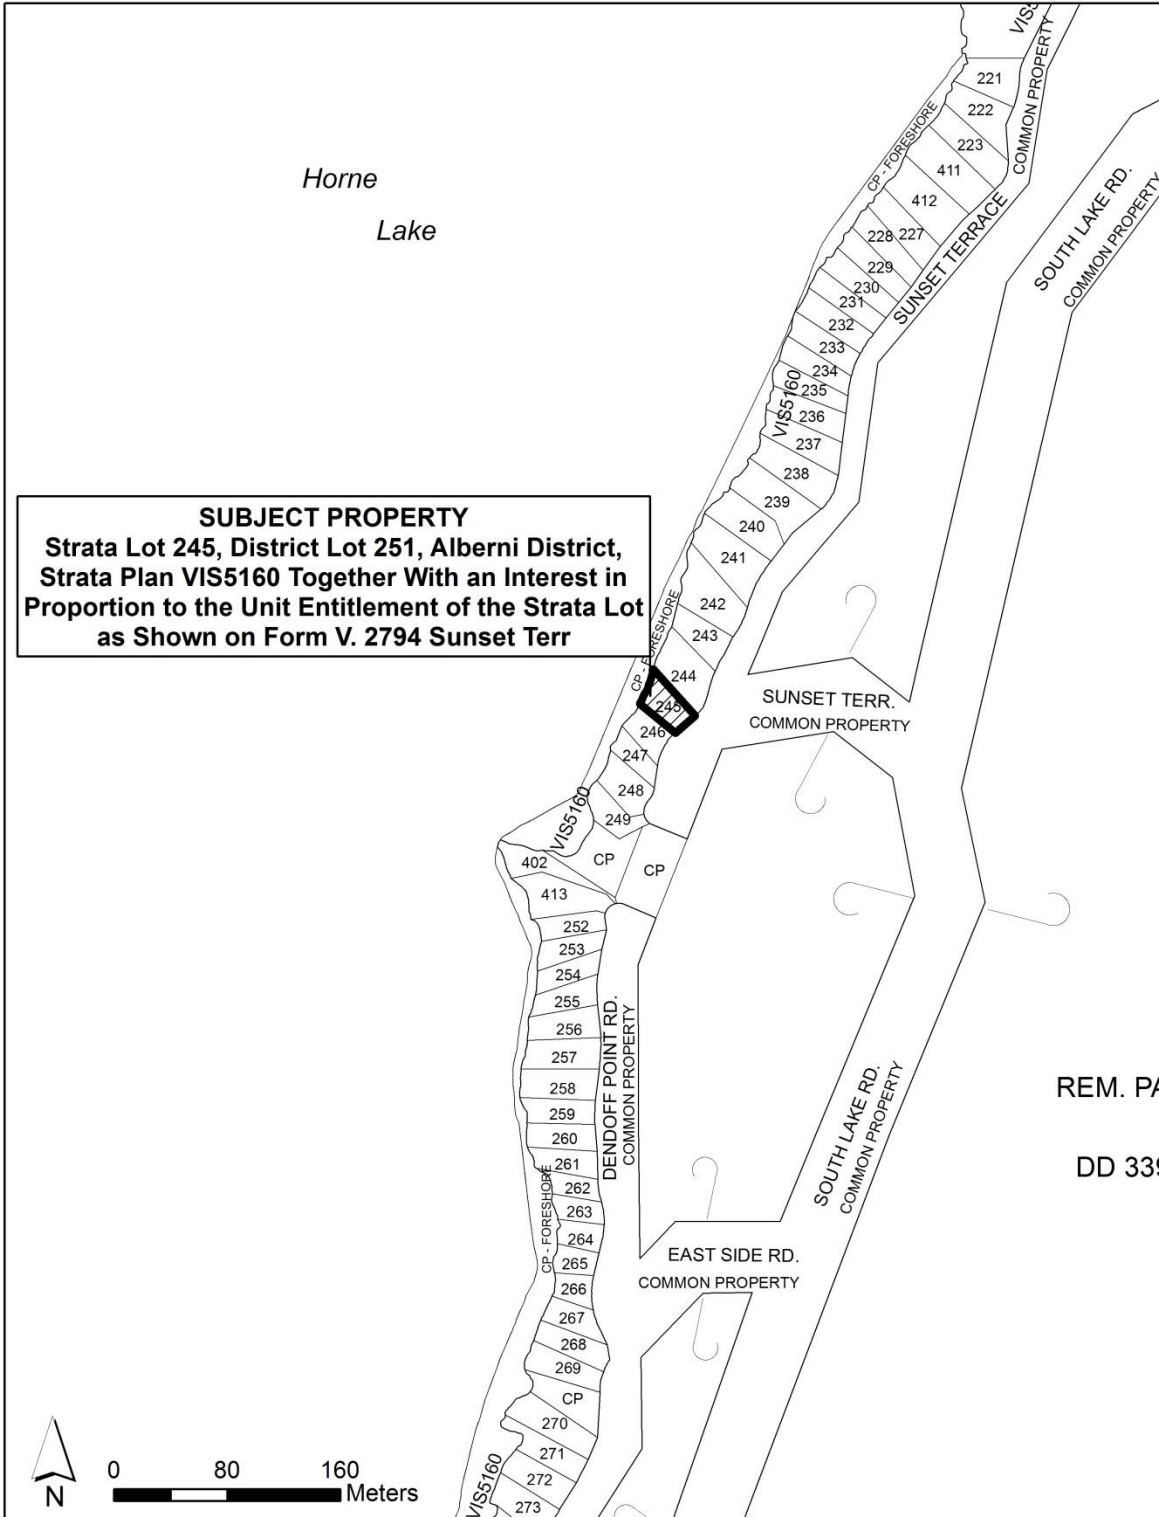 VIS5
221
222
COMMON PROPERTY
223
CP - FORESHORE
411
Horne
412
SOUTH LAKE RD.
COMMON PROPERTY
Lake
228
227
SUNSET TERRACE
229
230
231
232
233
234
235
VIS5160
236
237
238
239
240
241
SUBJECT PROPERTY
Strata Lot 245, District Lot 251, Alberni District,
Strata Plan VIS5160 Together With an Interest in
Proportion to the Unit Entitlement of the Strata Lot
as Shown on Form V. 2794 Sunset Terr
242
243
CP - FORESHORE
244
SUNSET TERR.
COMMON PROPERTY
245
246
247
248
VIS5160
249
CP
CP
402
413
252
253
254
255
256
DENDOFF POINT RD.
COMMON PROPERTY
257
258
REM. PA
259
SOUTH LAKE RD.
COMMON PROPERTY
260
261
DD 339
262
CP - FORESHORE
263
264
265
EAST SIDE RD.
COMMON PROPERTY
266
267
268
269
CP
270
271
272
273
VIS5160
0 80 160
Meters
N